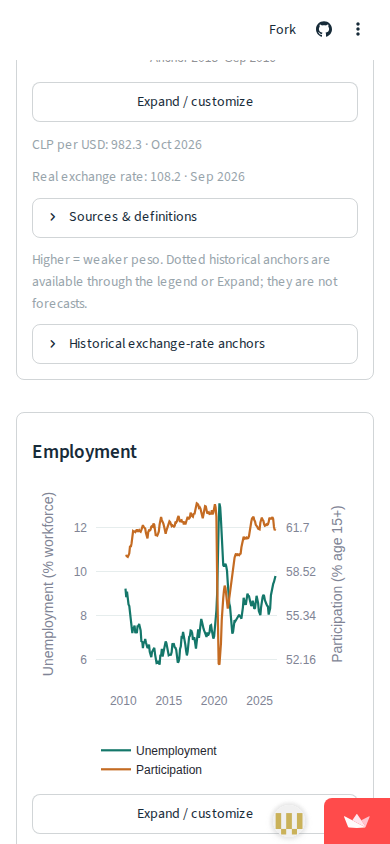 Fork
Expand / customize
CLP per USD: 982.3 · Oct 2026
Real exchange rate: 108.2 · Sep 2026
Sources & definitions
Higher = weaker peso. Dotted historical anchors are
available through the legend or Expand; they are not
forecasts.
Historical exchange-rate anchors
Employment
Unemployment (% workforce)
12
10
8
6
61.7
58.52
55.34
52.16
Participation (% age 15+)
2010 2015 2020 2025
Unemployment
Participation
Expand / customize